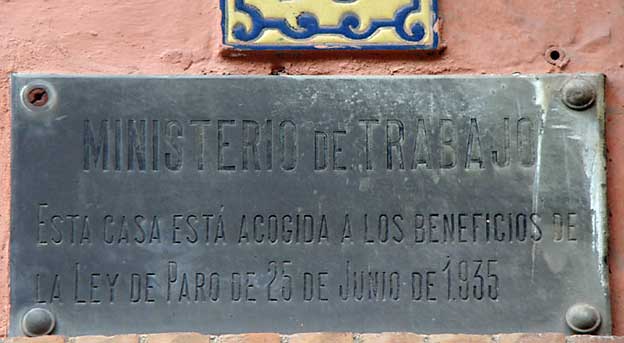 MINISTERIO DE TRABAJO
ESTA CASA ESTÁ ACOGIDA A LOS BENEFICIOS DE
LA LEY DE PARO DE 25 DE JUNIO DE 1.935